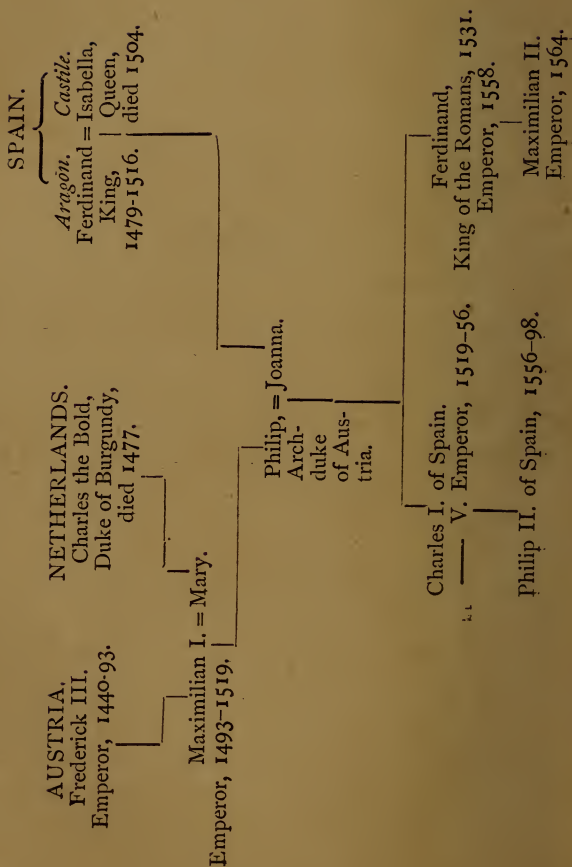 AUSTRIA.
Frederick III.
Emperor, 1440-93.
NETHERLANDS.
Charles the Bold,
Duke of Burgundy,
died 1477.
SPAIN.
Aragon. Castile.
Ferdinand = Isabella,
King, Queen,
1479-1516. died 1504.
Maximilian I. = Mary.
Emperor, 1493–1519.
Philip, = Joanna.
Arch-
duke
of Aus-
tria.
Charles I. of Spain.
—— V. Emperor, 1519–56.
Ferdinand,
King of the Romans, 1531.
Emperor, 1558.
Philip II. of Spain, 1556–98.
Maximilian II.
Emperor, 1564.